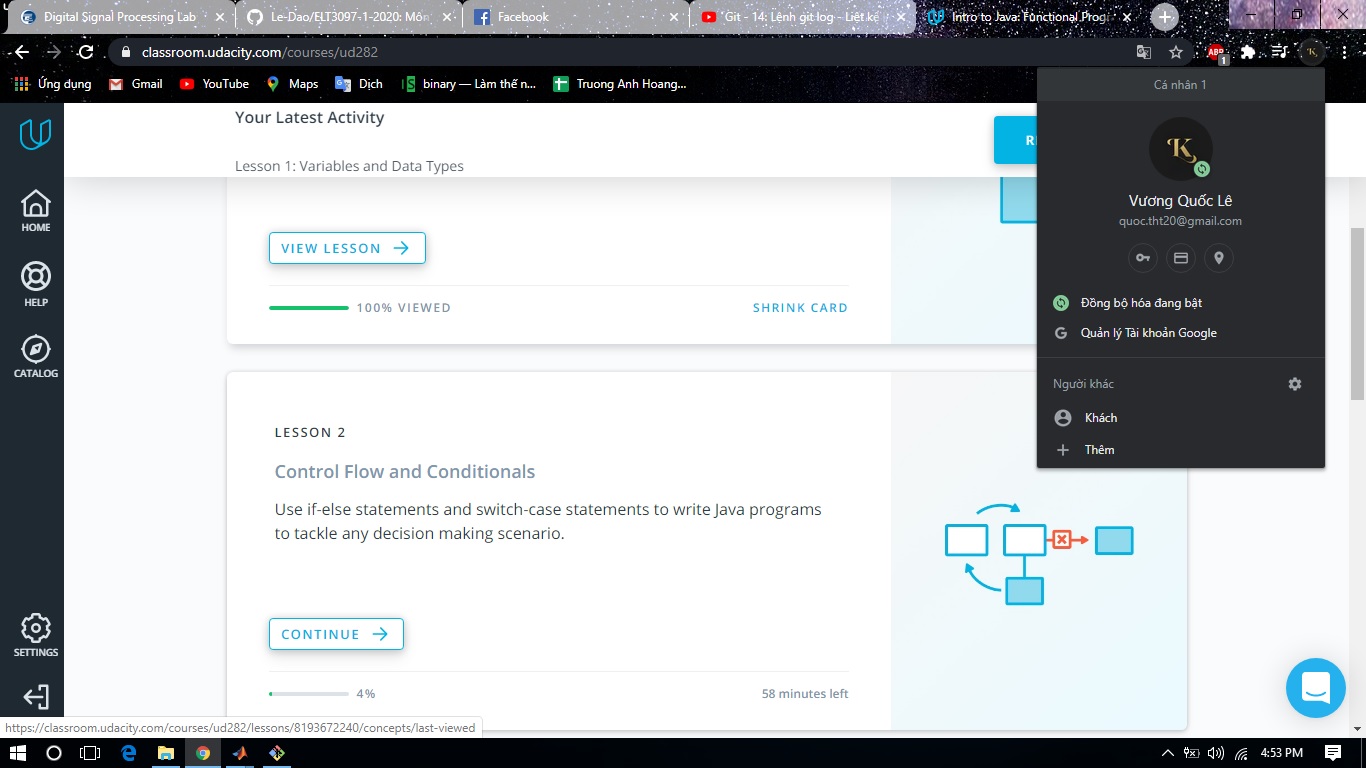 Digital Signal Processing Lab
Le-Dao/ELT3097-1-2020: Môn
Facebook
Git - 14: Lệnh git log - Liệt kê
Intro to Java: Functional Prog
classroom.udacity.com/courses/ud282
ABP
1
Ứng dụng
Gmail
YouTube
Maps
Dịch
binary — Làm thế n...
Truong Anh Hoang...
Cá nhân 1
Vương Quốc Lê
quoc.tht20@gmail.com
Đồng bộ hóa đang bật
Quản lý Tài khoản Google
Người khác
Khách
Thêm
HOME
HELP
CATALOG
SETTINGS
Your Latest Activity
Lesson 1: Variables and Data Types
VIEW LESSON
100% VIEWED
SHRINK CARD
LESSON 2
Control Flow and Conditionals
Use if-else statements and switch-case statements to write Java programs
to tackle any decision making scenario.
CONTINUE
4%
58 minutes left
https://classroom.udacity.com/courses/ud282/lessons/8193672240/concepts/last-viewed
4:53 PM